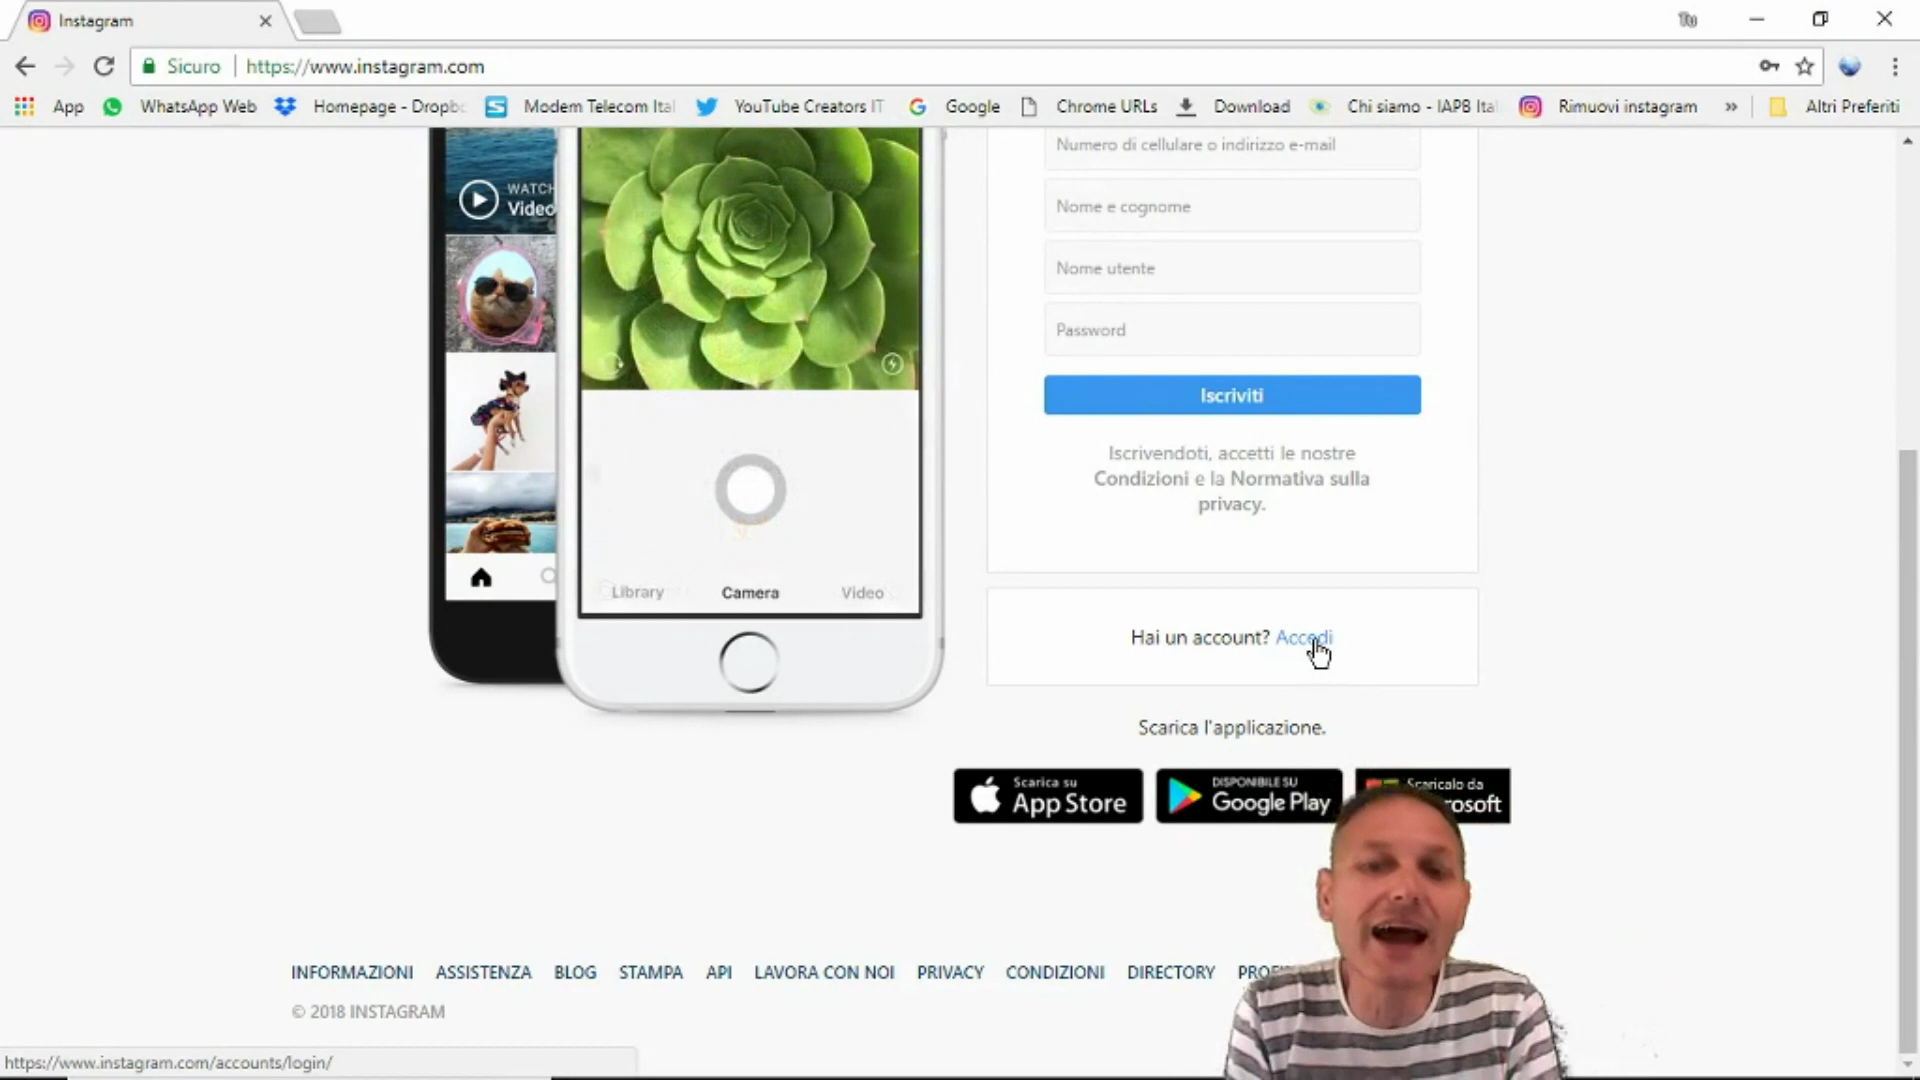 Instagram
Tu
Sicuro
https://www.instagram.com
App
WhatsApp Web
Homepage - Dropbo
Modem Telecom Ital
YouTube Creators IT
Google
Chrome URLs
Download
Chi siamo - IAPB Ital
Rimuovi instagram
»
Altri Preferiti
WATCH
Video
Library
Camera
Video
Numero di cellulare o indirizzo e-mail
Nome e cognome
Nome utente
Password
Iscriviti
Iscrivendoti, accetti le nostre
Condizioni e la Normativa sulla
privacy.
Hai un account? Accedi
Scarica l'applicazione.
Scarica su
App Store
DISPONIBILE SU
Google Play
Scaricalo da
rosoft
INFORMAZIONI ASSISTENZA BLOG STAMPA API LAVORA CON NOI PRIVACY CONDIZIONI DIRECTORY
© 2018 INSTAGRAM
https://www.instagram.com/accounts/login/